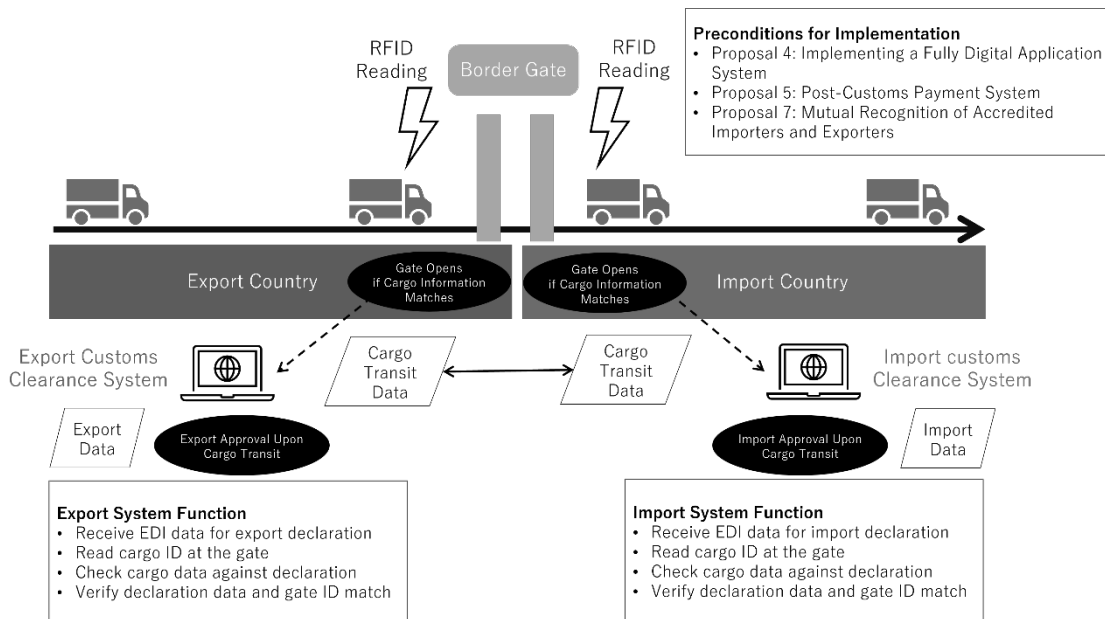 RFID
Reading
Border Gate
RFID
Reading
Preconditions for Implementation
• Proposal 4: Implementing a Fully Digital Application
System
• Proposal 5: Post-Customs Payment System
• Proposal 7: Mutual Recognition of Accredited
Importers and Exporters
Export Country
Gate Opens
if Cargo Information
Matches
Gate Opens
if Cargo Information
Matches
Import Country
Export Customs
Clearance System
Cargo
Transit
Data
Cargo
Transit
Data
Import customs
Clearance System
Export
Data
Export Approval Upon
Cargo Transit
Import Approval Upon
Cargo Transit
Import
Data
Export System Function
• Receive EDI data for export declaration
• Read cargo ID at the gate
• Check cargo data against declaration
• Verify declaration data and gate ID match
Import System Function
• Receive EDI data for import declaration
• Read cargo ID at the gate
• Check cargo data against declaration
• Verify declaration data and gate ID match